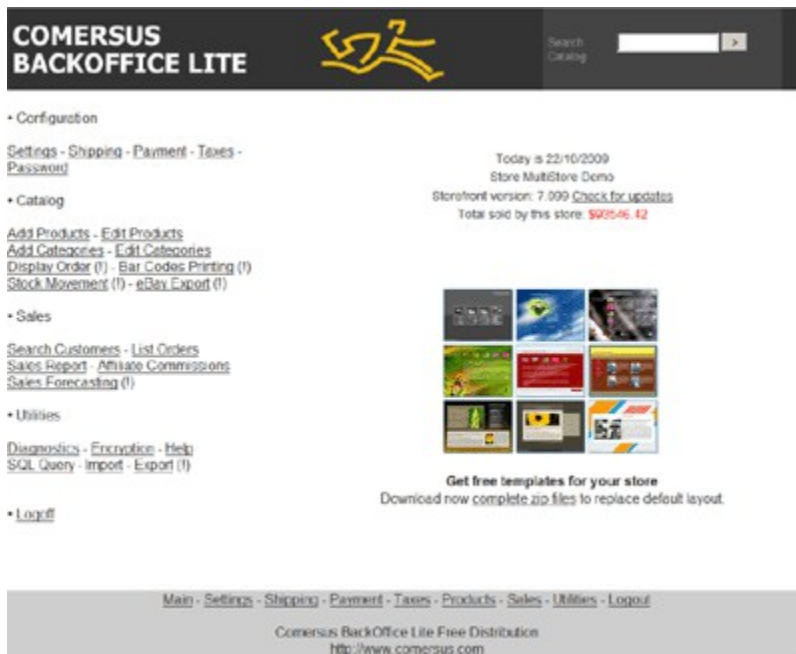 COMERSUS
BACKOFFICE LITE
Search
Catalog
>
• Configuration
Settings - Shipping - Payment - Taxes -
Password
• Catalog
Add Products - Edit Products
Add Categories - Edit Categories
Display Order (!) - Bar Codes Printing (!)
Stock Movement (!) - eBay Export (!)
• Sales
Search Customers - List Orders
Sales Report - Affiliate Commissions
Sales Forecasting (!)
• Utilities
Diagnostics - Encryption - Help
SQL Query - Import - Export (!)
• Logoff
Today is 22/10/2009
Store MultiStore Demo
Storefront version: 7.099 Check for updates
Total sold by this store: $93546.42
Get free templates for your store
Download now complete zip files to replace default layout.
Main - Settings - Shipping - Payment - Taxes - Products - Sales - Utilities - Logout
Comersus BackOffice Lite Free Distribution
http://www.comersus.com